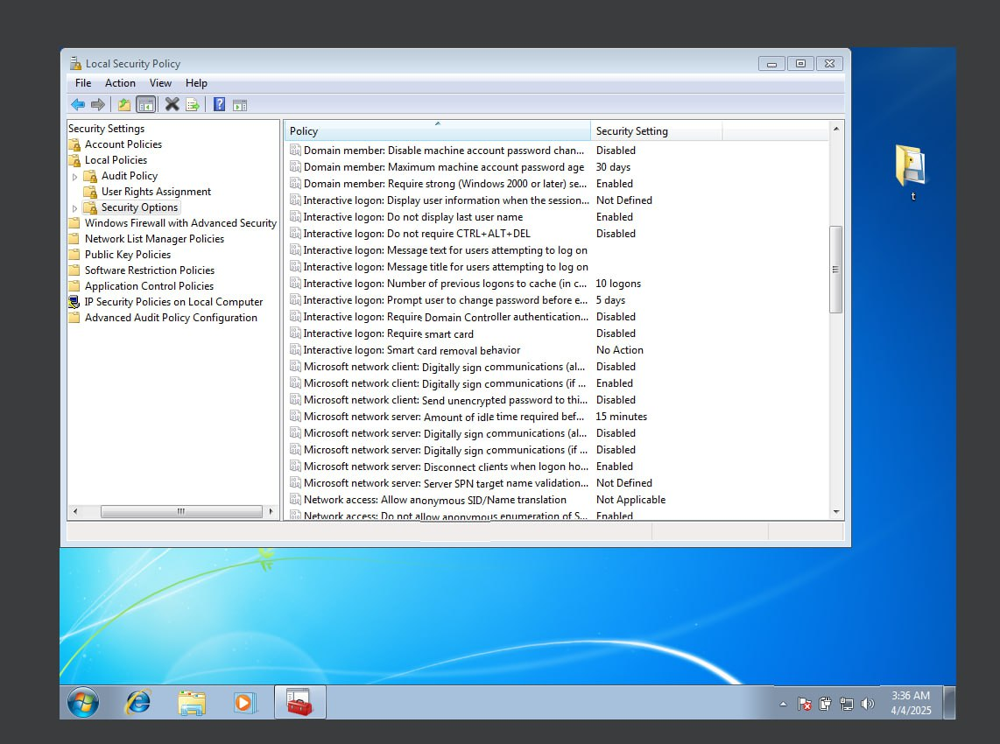 Local Security Policy
File Action View Help
Security Settings
Account Policies
Local Policies
Audit Policy
User Rights Assignment
Security Options
Windows Firewall with Advanced Security
Network List Manager Policies
Public Key Policies
Software Restriction Policies
Application Control Policies
IP Security Policies on Local Computer
Advanced Audit Policy Configuration
Policy Security Setting
Domain member: Disable machine account password chan... Disabled
Domain member: Maximum machine account password age 30 days
Domain member: Require strong (Windows 2000 or later) se... Enabled
Interactive logon: Display user information when the session... Not Defined
Interactive logon: Do not display last user name Enabled
Interactive logon: Do not require CTRL+ALT+DEL Disabled
Interactive logon: Message text for users attempting to log on
Interactive logon: Message title for users attempting to log on
Interactive logon: Number of previous logons to cache (in c... 10 logons
Interactive logon: Prompt user to change password before e... 5 days
Interactive logon: Require Domain Controller authentication... Disabled
Interactive logon: Require smart card Disabled
Interactive logon: Smart card removal behavior No Action
Microsoft network client: Digitally sign communications (al... Disabled
Microsoft network client: Digitally sign communications (if ... Enabled
Microsoft network client: Send unencrypted password to thi... Disabled
Microsoft network server: Amount of idle time required bef... 15 minutes
Microsoft network server: Digitally sign communications (al... Disabled
Microsoft network server: Digitally sign communications (if ... Disabled
Microsoft network server: Disconnect clients when logon ho... Enabled
Microsoft network server: Server SPN target name validation... Not Defined
Network access: Allow anonymous SID/Name translation Not Applicable
Network access: Do not allow anonymous enumeration of S... Enabled
t
3:36 AM
4/4/2025